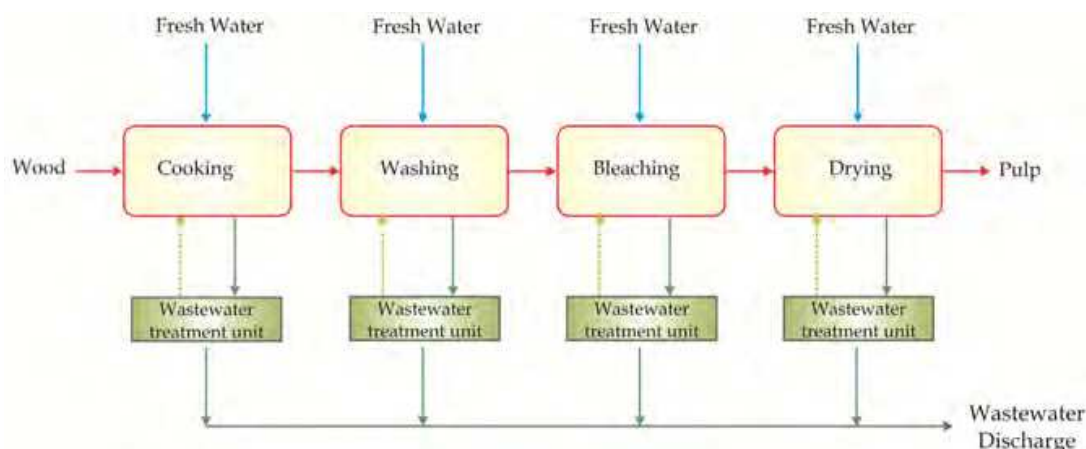 Fresh Water
Fresh Water
Fresh Water
Fresh Water
Wood
Cooking
Washing
Bleaching
Drying
Pulp
Wastewater
treatment unit
Wastewater
treatment unit
Wastewater
treatment unit
Wastewater
treatment unit
Wastewater
Discharge